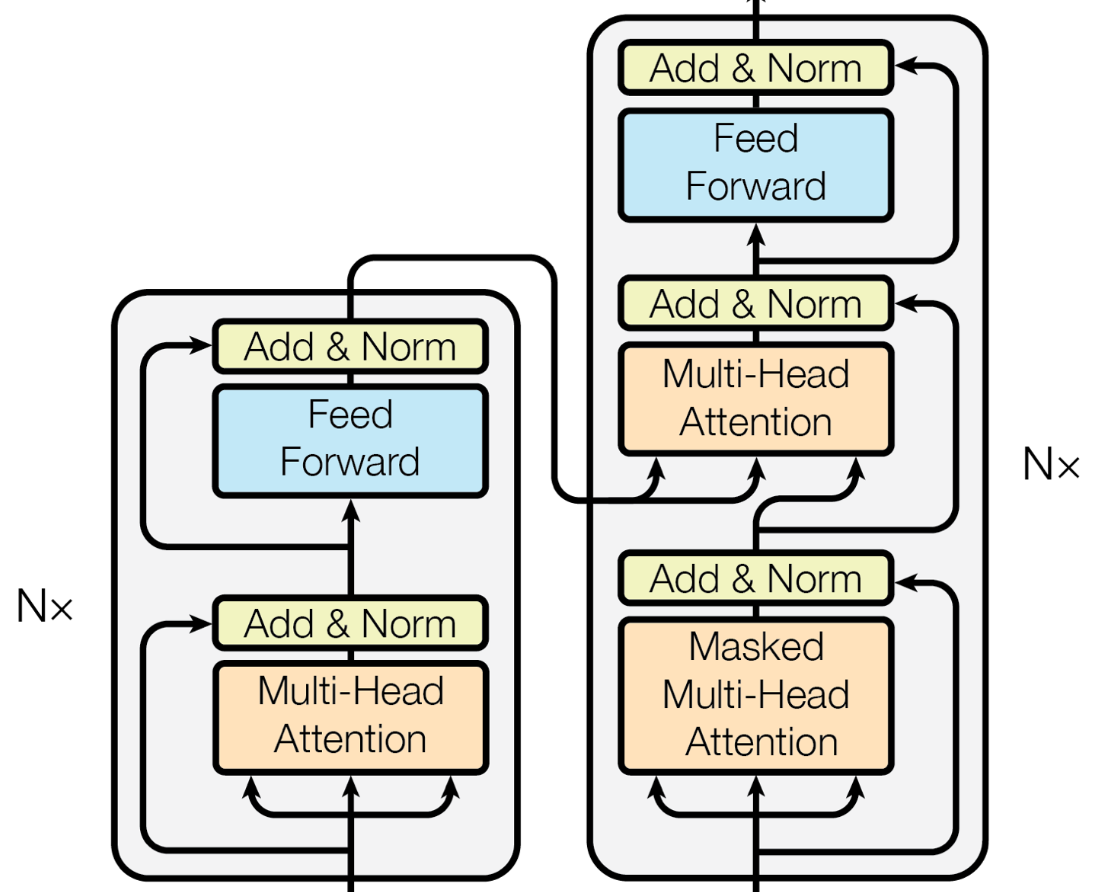 Add & Norm
Feed
Forward
Add & Norm
Multi-Head
Attention
Nx
Add & Norm
Feed
Forward
Add & Norm
Multi-Head
Attention
Add & Norm
Masked
Multi-Head
Attention
Nx